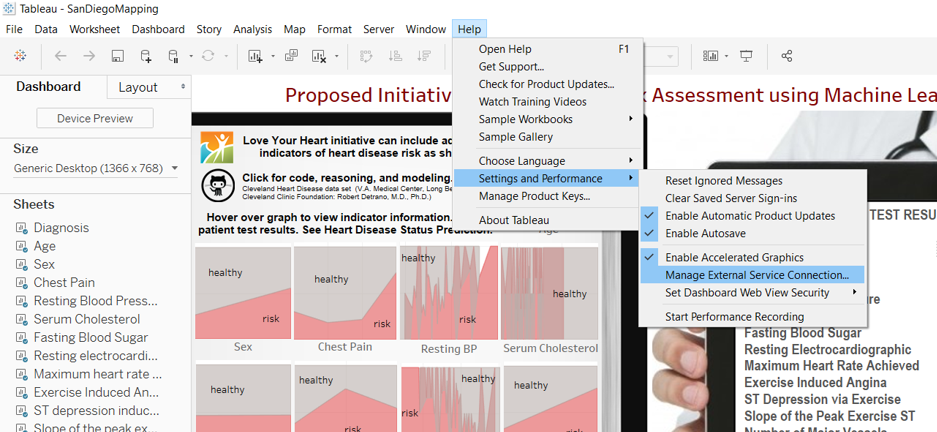 Tableau - SanDiegoMapping
File Data Worksheet Dashboard Story Analysis Map Format Server Window Help
Dashboard
Layout
Device Preview
Size
Generic Desktop (1366 x 768)
Sheets
Diagnosis
Age
Sex
Chest Pain
Resting Blood Press...
Serum Cholesterol
Fasting Blood Sugar
Resting electrocardi...
Maximum heart rate ...
Exercise Induced An...
ST depression induc...
Slope of the peak ex...
Open Help F1
Get Support...
Check for Product Updates...
Watch Training Videos
Sample Workbooks
Sample Gallery
Choose Language
Settings and Performance
Manage Product Keys...
About Tableau
Reset Ignored Messages
Clear Saved Server Sign-ins
Enable Automatic Product Updates
Enable Autosave
Enable Accelerated Graphics
Manage External Service Connection...
Set Dashboard Web View Security
Start Performance Recording
Proposed Initiativ
k Assessment using Machine Lea
Love Your Heart initiative can include ad
indicators of heart disease risk as sh
Click for code, reasoning, and modeling.
Cleveland Heart Disease data set (V.A. Medical Center, Long Be
Cleveland Clinic Foundation: Robert Detrano, M.D., Ph.D.)
Hover over graph to view indicator information.
patient test results. See Heart Disease Status Prediction.
Age
healthy
risk
Sex
healthy
risk
Chest Pain
healthy
risk
Resting BP
healthy
Serum Cholesterol
healthy
healthy
risk
healthy
risk
healthy
TEST RESU
re
Fasting Blood Sugar
Resting Electrocardiographic
Maximum Heart Rate Achieved
Exercise Induced Angina
ST Depression via Exercise
Slope of the Peak Exercise ST
Number of Major Vessels